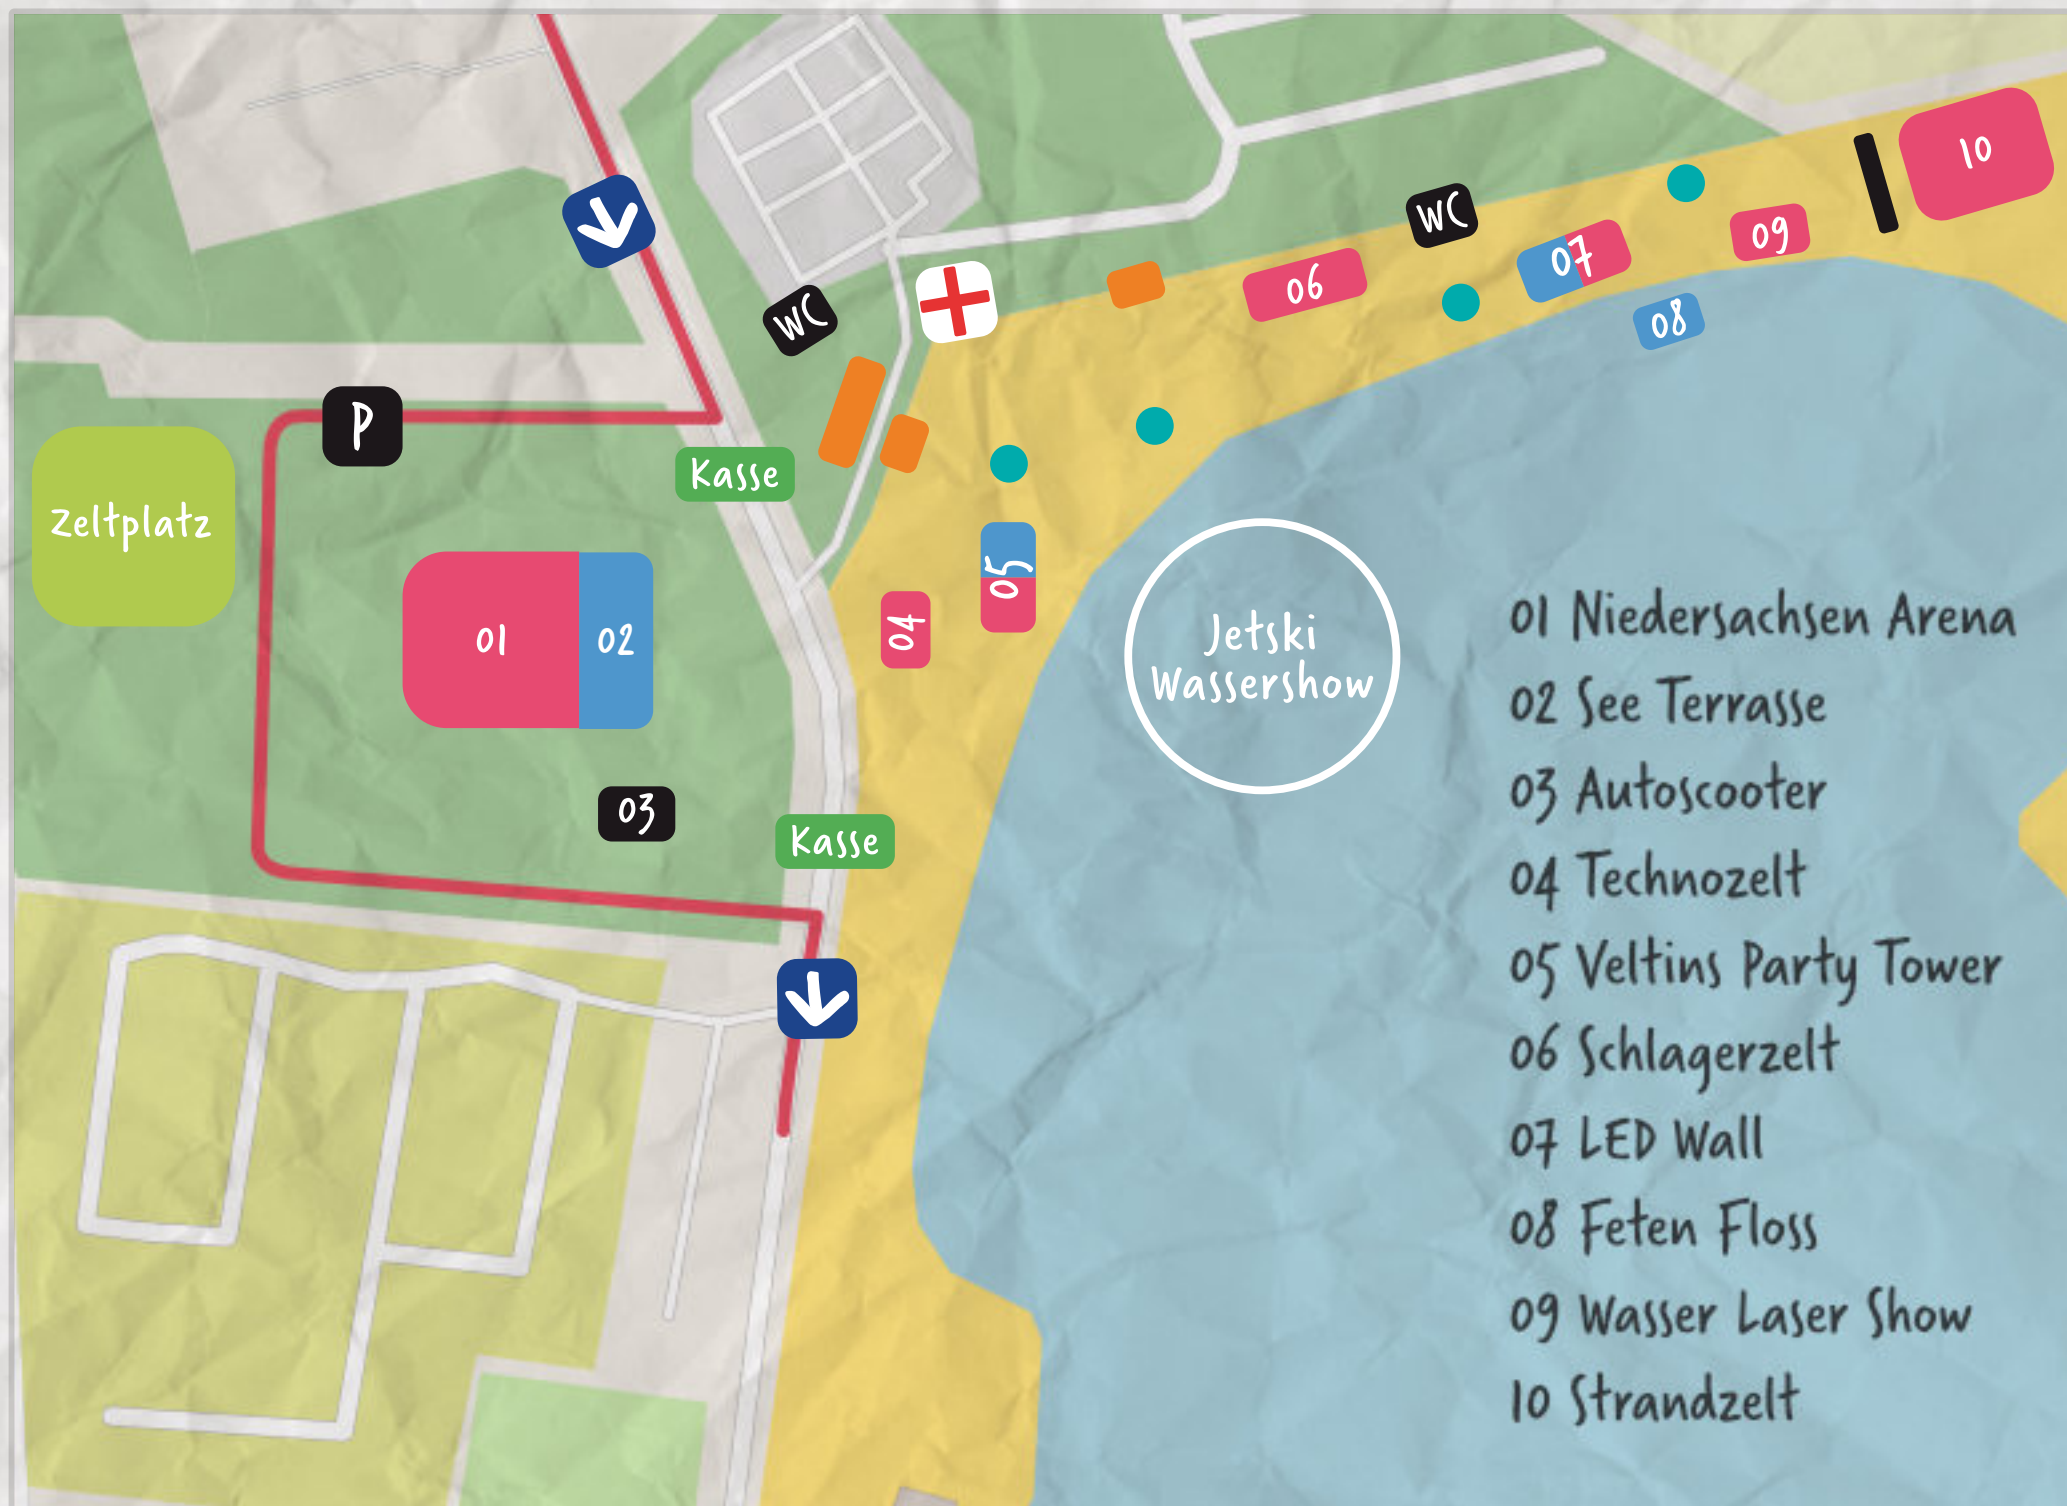 10
WC
09
07
06
08
WC
P
Kasse
Zeltplatz
05
04
01
02
Jetski
Wassershow
03
Kasse
01 Niedersachsen Arena
02 See Terrasse
03 Autoscooter
04 Technozelt
05 Veltins Party Tower
06 Schlagerzelt
07 LED Wall
08 Feten Floss
09 Wasser Laser Show
10 Strandzelt